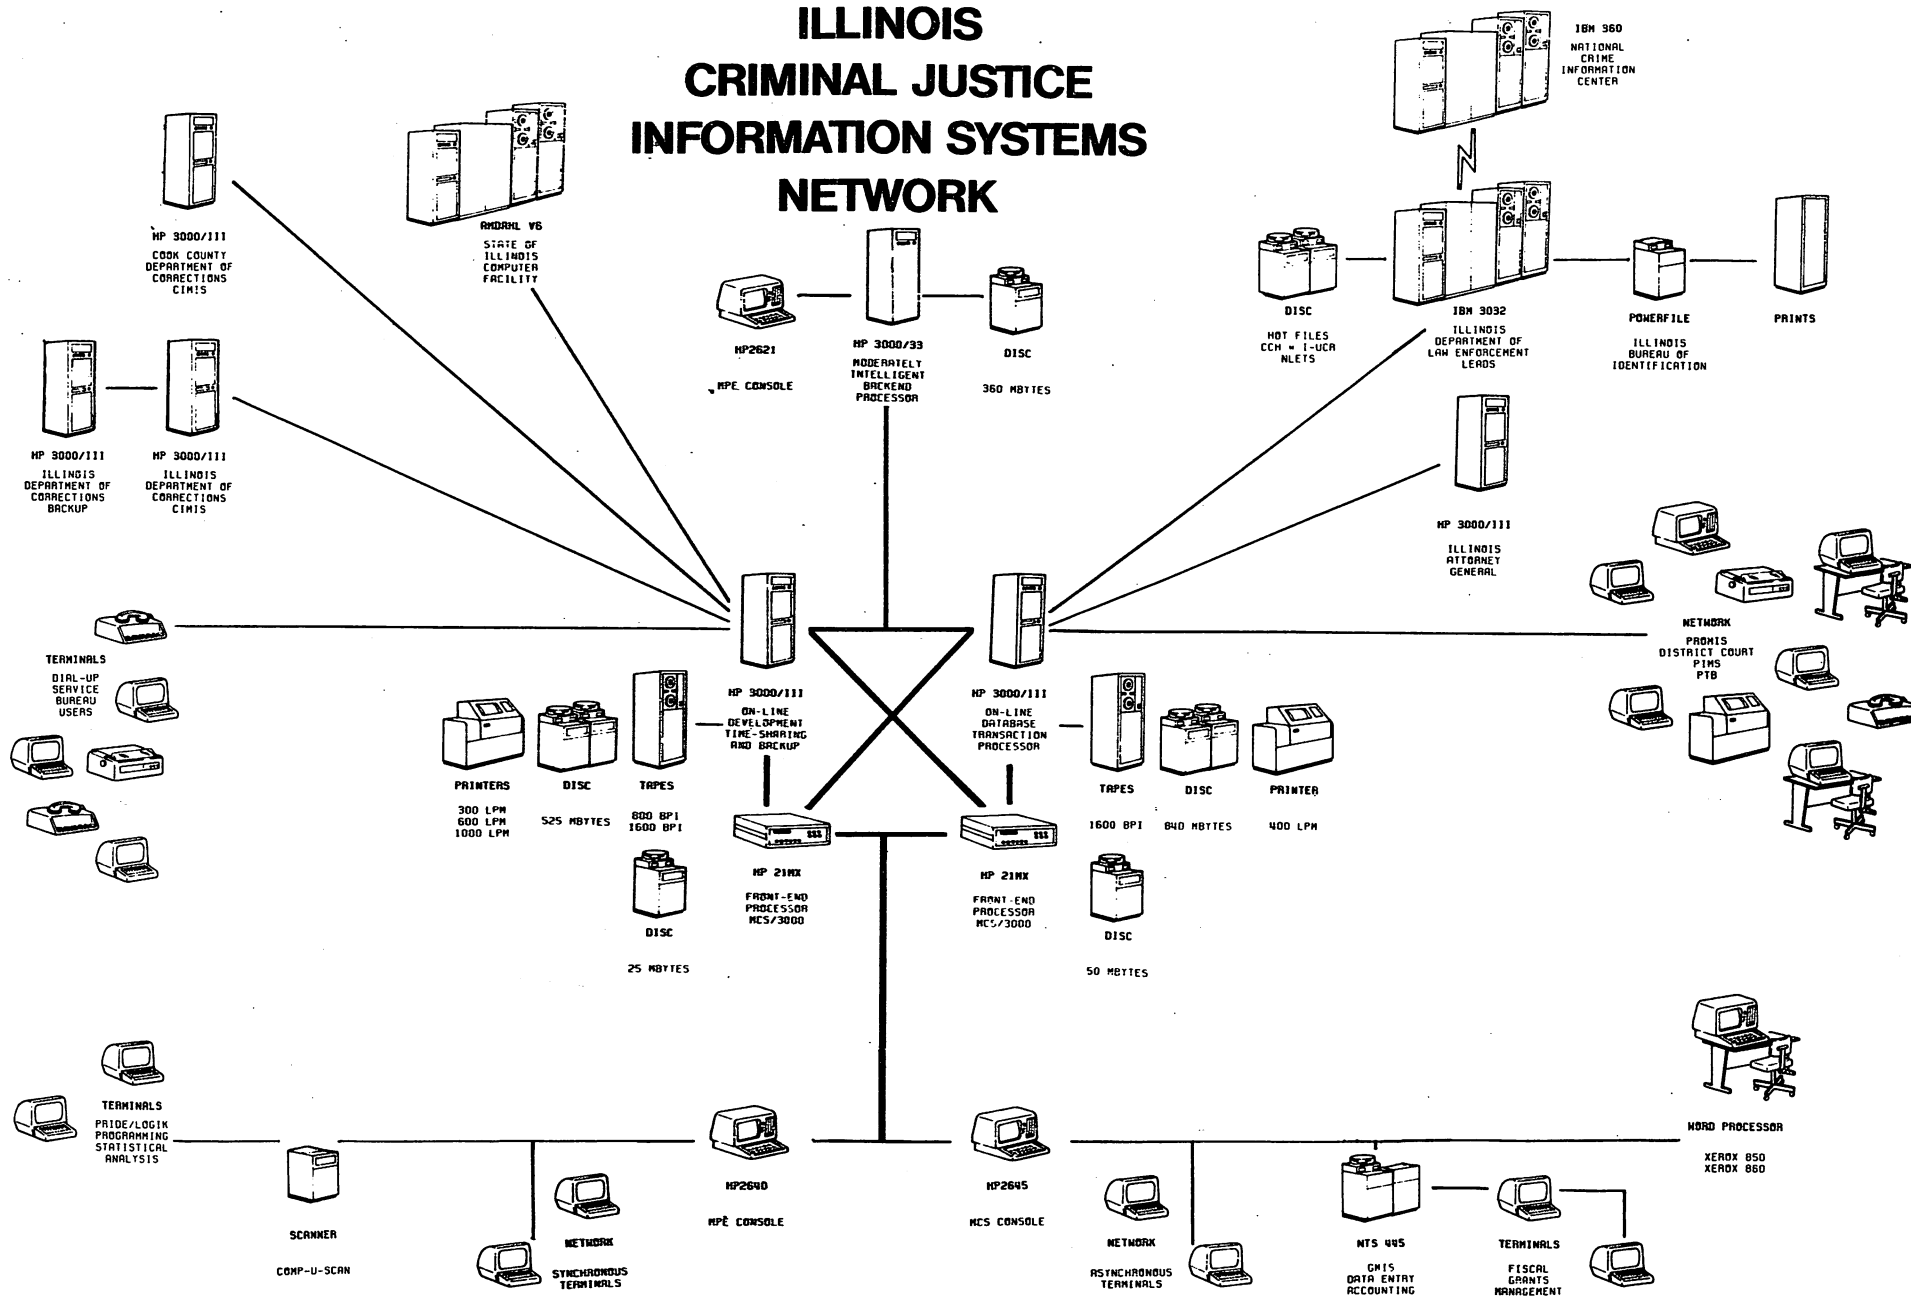 ILLINOIS
CRIMINAL JUSTICE
INFORMATION SYSTEMS
NETWORK
IBM 360
NATIONAL
CRIME
INFORMATION
CENTER
HP 3000/III
COOK COUNTY
DEPARTMENT OF
CORRECTIONS
CIMIS
AMDAHL V6
STATE OF
ILLINOIS
COMPUTER
FACILITY
HP2621
MPE CONSOLE
HP 3000/33
MODERATELY
INTELLIGENT
BACKEND
PROCESSOR
DISC
360 MBYTES
DISC
HOT FILES
CCH = I-UCR
NLETS
IBM 3032
ILLINOIS
DEPARTMENT OF
LAW ENFORCEMENT
LEADS
POWERFILE
ILLINOIS
BUREAU OF
IDENTIFICATION
PRINTS
HP 3000/III
ILLINOIS
DEPARTMENT OF
CORRECTIONS
BACKUP
HP 3000/III
ILLINOIS
DEPARTMENT OF
CORRECTIONS
CIMIS
HP 3000/III
ILLINOIS
ATTORNEY
GENERAL
TERMINALS
DIAL-UP
SERVICE
BUREAU
USERS
NETWORK
PROMIS
DISTRICT COURT
PIMS
PTB
HP 3000/III
ON-LINE
DEVELOPMENT
TIME-SHARING
AND BACKUP
HP 3000/III
ON-LINE
DATABASE
TRANSACTION
PROCESSOR
PRINTERS
300 LPM
600 LPM
1000 LPM
DISC
525 MBYTES
TAPES
800 BPI
1600 BPI
TAPES
1600 BPI
DISC
840 MBYTES
PRINTER
400 LPM
HP 21MX
FRONT-END
PROCESSOR
MCS/3000
HP 21MX
FRONT-END
PROCESSOR
MCS/3000
DISC
25 MBYTES
DISC
50 MBYTES
TERMINALS
PRIDE/LOGIK
PROGRAMMING
STATISTICAL
ANALYSIS
SCANNER
COMP-U-SCAN
NETWORK
SYNCHRONOUS
TERMINALS
HP2640
MPE CONSOLE
HP2645
MCS CONSOLE
NETWORK
ASYNCHRONOUS
TERMINALS
NTS 445
GMIS
DATA ENTRY
ACCOUNTING
TERMINALS
FISCAL
GRANTS
MANAGEMENT
WORD PROCESSOR
XEROX 850
XEROX 860